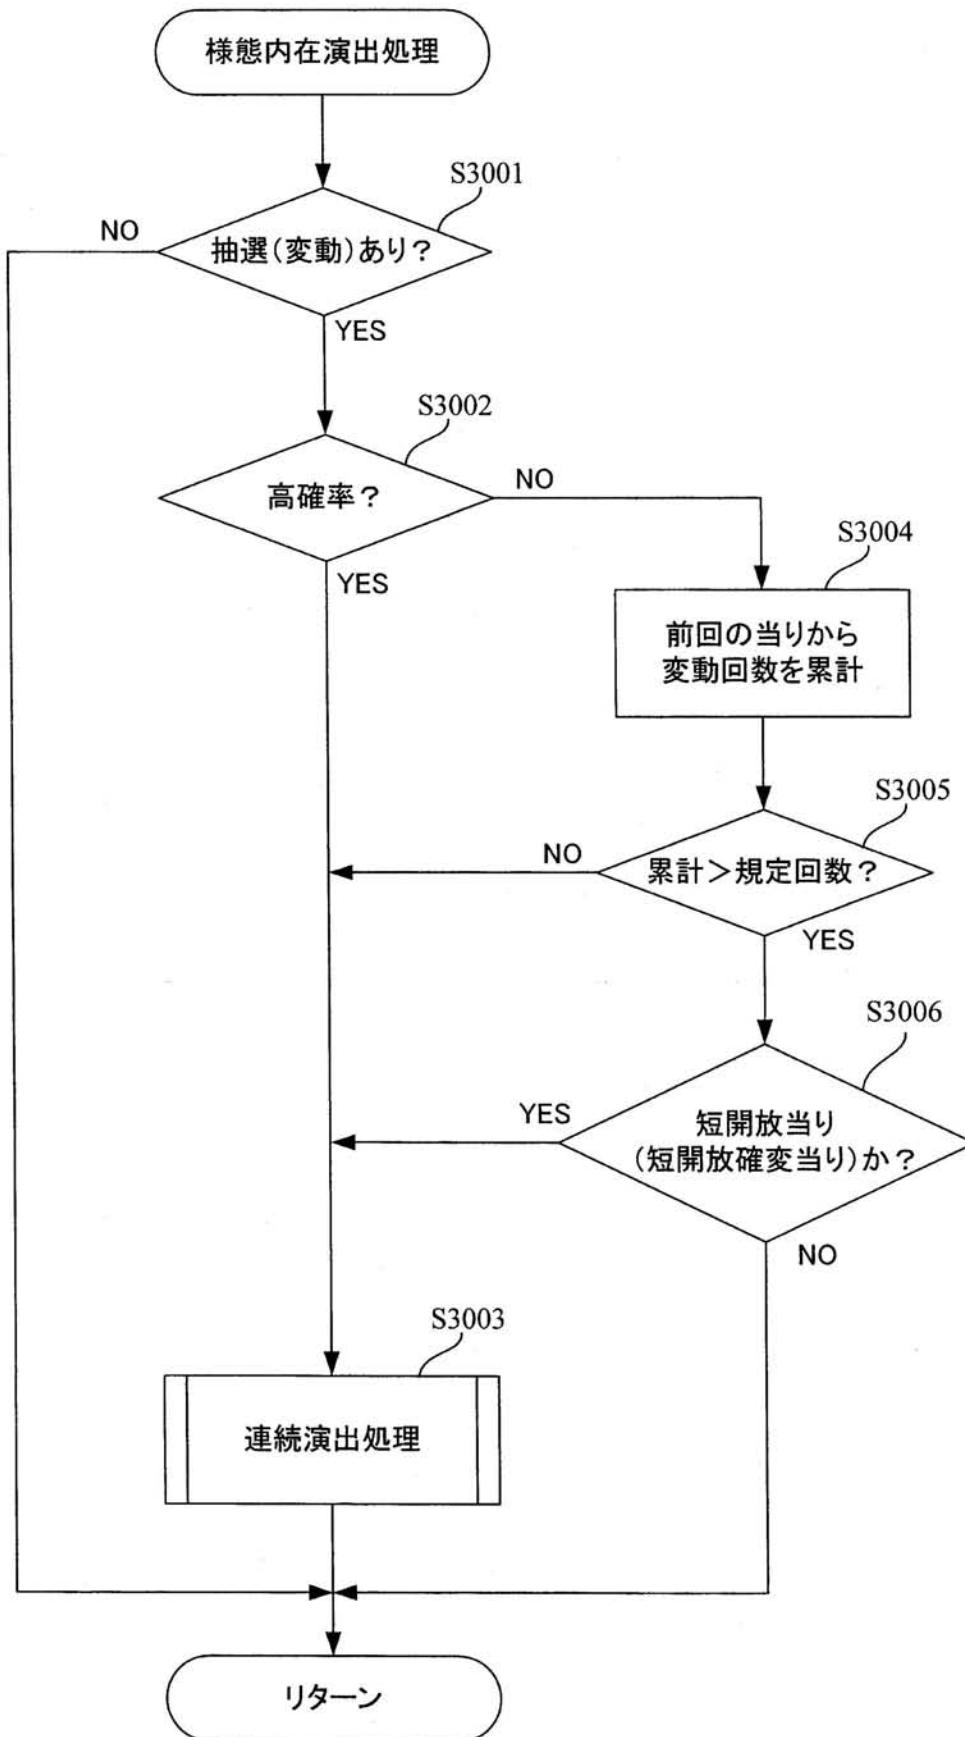 様態内在演出処理
S3001
NO
抽選(変動)あり?
YES
S3002
高確率?
NO
YES
S3004
前回の当りから
変動回数を累計
S3005
NO
累計>規定回数?
YES
S3006
YES
短開放当り
(短開放確変当り)か?
NO
S3003
連続演出処理
リターン